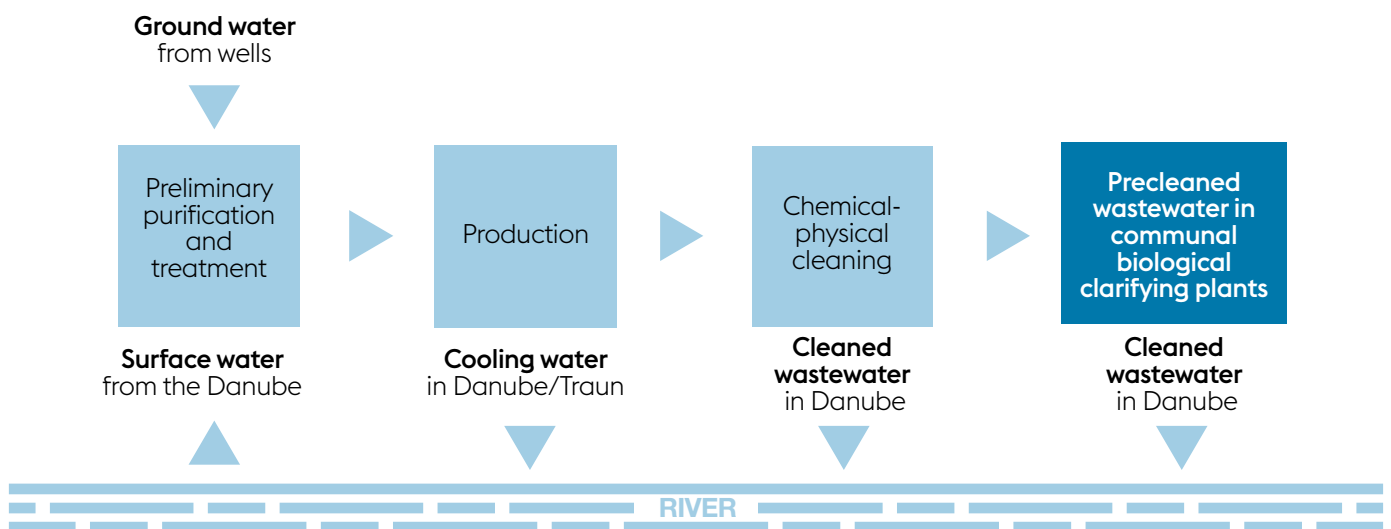 Ground water
from wells
Preliminary
purification
and
treatment
Production
Chemical-
physical
cleaning
Precleaned
wastewater in
communal
biological
clarifying plants
Surface water
from the Danube
Cooling water
in Danube/Traun
Cleaned
wastewater
in Danube
Cleaned
wastewater
in Danube
RIVER